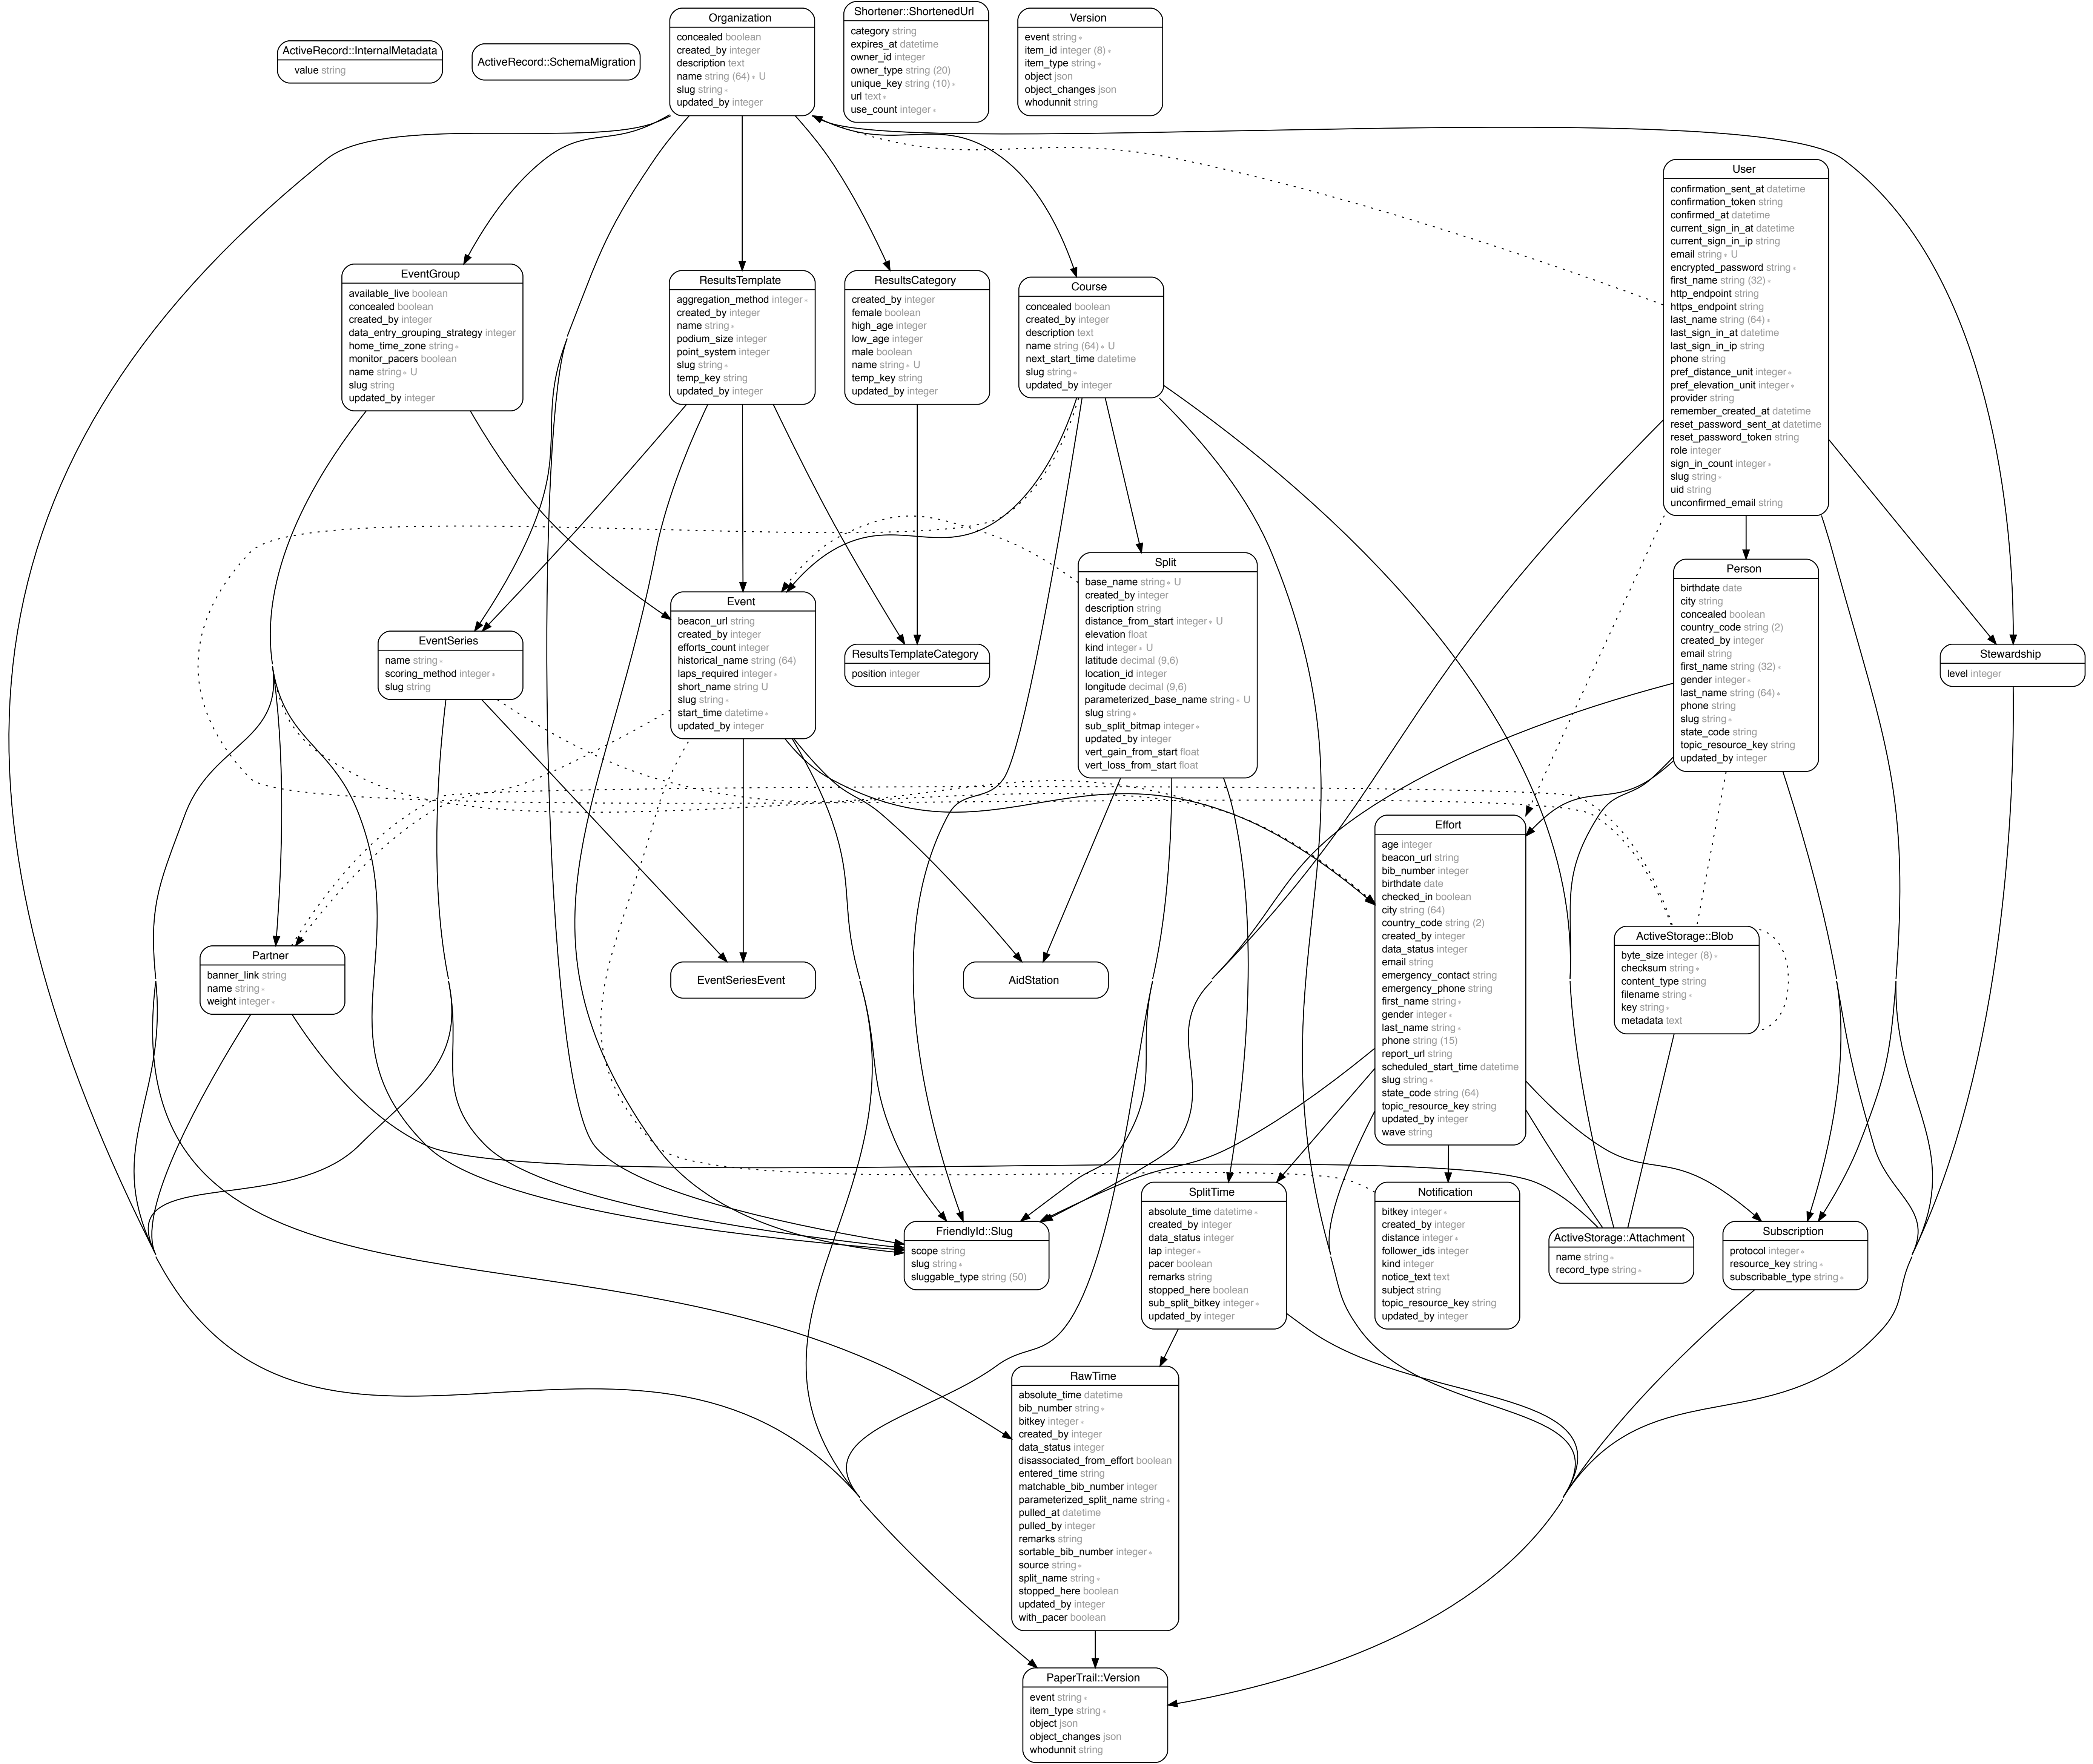 Organization
concealed boolean
created_by integer
description text
name string (64)∗ U
slug string∗
updated_by integer
Shortener::ShortenedUrl
category string
expires_at datetime
owner_id integer
owner_type string (20)
unique_key string (10)∗
url text∗
use_count integer∗
Version
event string∗
item_id integer (8)∗
item_type string∗
object json
object_changes json
whodunnit string
ActiveRecord::InternalMetadata
value string
ActiveRecord::SchemaMigration
User
confirmation_sent_at datetime
confirmation_token string
confirmed_at datetime
current_sign_in_at datetime
current_sign_in_ip string
email string∗ U
encrypted_password string∗
first_name string (32)∗
http_endpoint string
https_endpoint string
last_name string (64)∗
last_sign_in_at datetime
last_sign_in_ip string
phone string
pref_distance_unit integer∗
pref_elevation_unit integer∗
provider string
remember_created_at datetime
reset_password_sent_at datetime
reset_password_token string
role integer
sign_in_count integer∗
slug string∗
uid string
unconfirmed_email string
EventGroup
available_live boolean
concealed boolean
created_by integer
data_entry_grouping_strategy integer
home_time_zone string∗
monitor_pacers boolean
name string∗ U
slug string
updated_by integer
ResultsTemplate
aggregation_method integer∗
created_by integer
name string∗
podium_size integer
point_system integer
slug string∗
temp_key string
updated_by integer
ResultsCategory
created_by integer
female boolean
high_age integer
low_age integer
male boolean
name string∗ U
temp_key string
updated_by integer
Course
concealed boolean
created_by integer
description text
name string (64)∗ U
next_start_time datetime
slug string∗
updated_by integer
Split
base_name string∗ U
created_by integer
description string
distance_from_start integer∗ U
elevation float
kind integer∗ U
latitude decimal (9,6)
location_id integer
longitude decimal (9,6)
parameterized_base_name string∗ U
slug string∗
sub_split_bitmap integer∗
updated_by integer
vert_gain_from_start float
vert_loss_from_start float
Person
birthdate date
city string
concealed boolean
country_code string (2)
created_by integer
email string
first_name string (32)∗
gender integer∗
last_name string (64)∗
phone string
slug string∗
state_code string
topic_resource_key string
updated_by integer
Event
beacon_url string
created_by integer
efforts_count integer
historical_name string (64)
laps_required integer∗
short_name string U
slug string∗
start_time datetime∗
updated_by integer
EventSeries
name string∗
scoring_method integer∗
slug string
ResultsTemplateCategory
position integer
Stewardship
level integer
Effort
age integer
beacon_url string
bib_number integer
birthdate date
checked_in boolean
city string (64)
country_code string (2)
created_by integer
data_status integer
email string
emergency_contact string
emergency_phone string
first_name string∗
gender integer∗
last_name string∗
phone string (15)
report_url string
scheduled_start_time datetime
slug string∗
state_code string (64)
topic_resource_key string
updated_by integer
wave string
Partner
banner_link string
name string∗
weight integer∗
EventSeriesEvent
AidStation
ActiveStorage::Blob
byte_size integer (8)∗
checksum string∗
content_type string
filename string∗
key string∗
metadata text
FriendlyId::Slug
scope string
slug string∗
sluggable_type string (50)
SplitTime
absolute_time datetime∗
created_by integer
data_status integer
lap integer∗
pacer boolean
remarks string
stopped_here boolean
sub_split_bitkey integer∗
updated_by integer
Notification
bitkey integer∗
created_by integer
distance integer∗
follower_ids integer
kind integer
notice_text text
subject string
topic_resource_key string
updated_by integer
ActiveStorage::Attachment
name string∗
record_type string∗
Subscription
protocol integer∗
resource_key string∗
subscribable_type string∗
RawTime
absolute_time datetime
bib_number string∗
bitkey integer∗
created_by integer
data_status integer
disassociated_from_effort boolean
entered_time string
matchable_bib_number integer
parameterized_split_name string∗
pulled_at datetime
pulled_by integer
remarks string
sortable_bib_number integer∗
source string∗
split_name string∗
stopped_here boolean
updated_by integer
with_pacer boolean
PaperTrail::Version
event string∗
item_type string∗
object json
object_changes json
whodunnit string